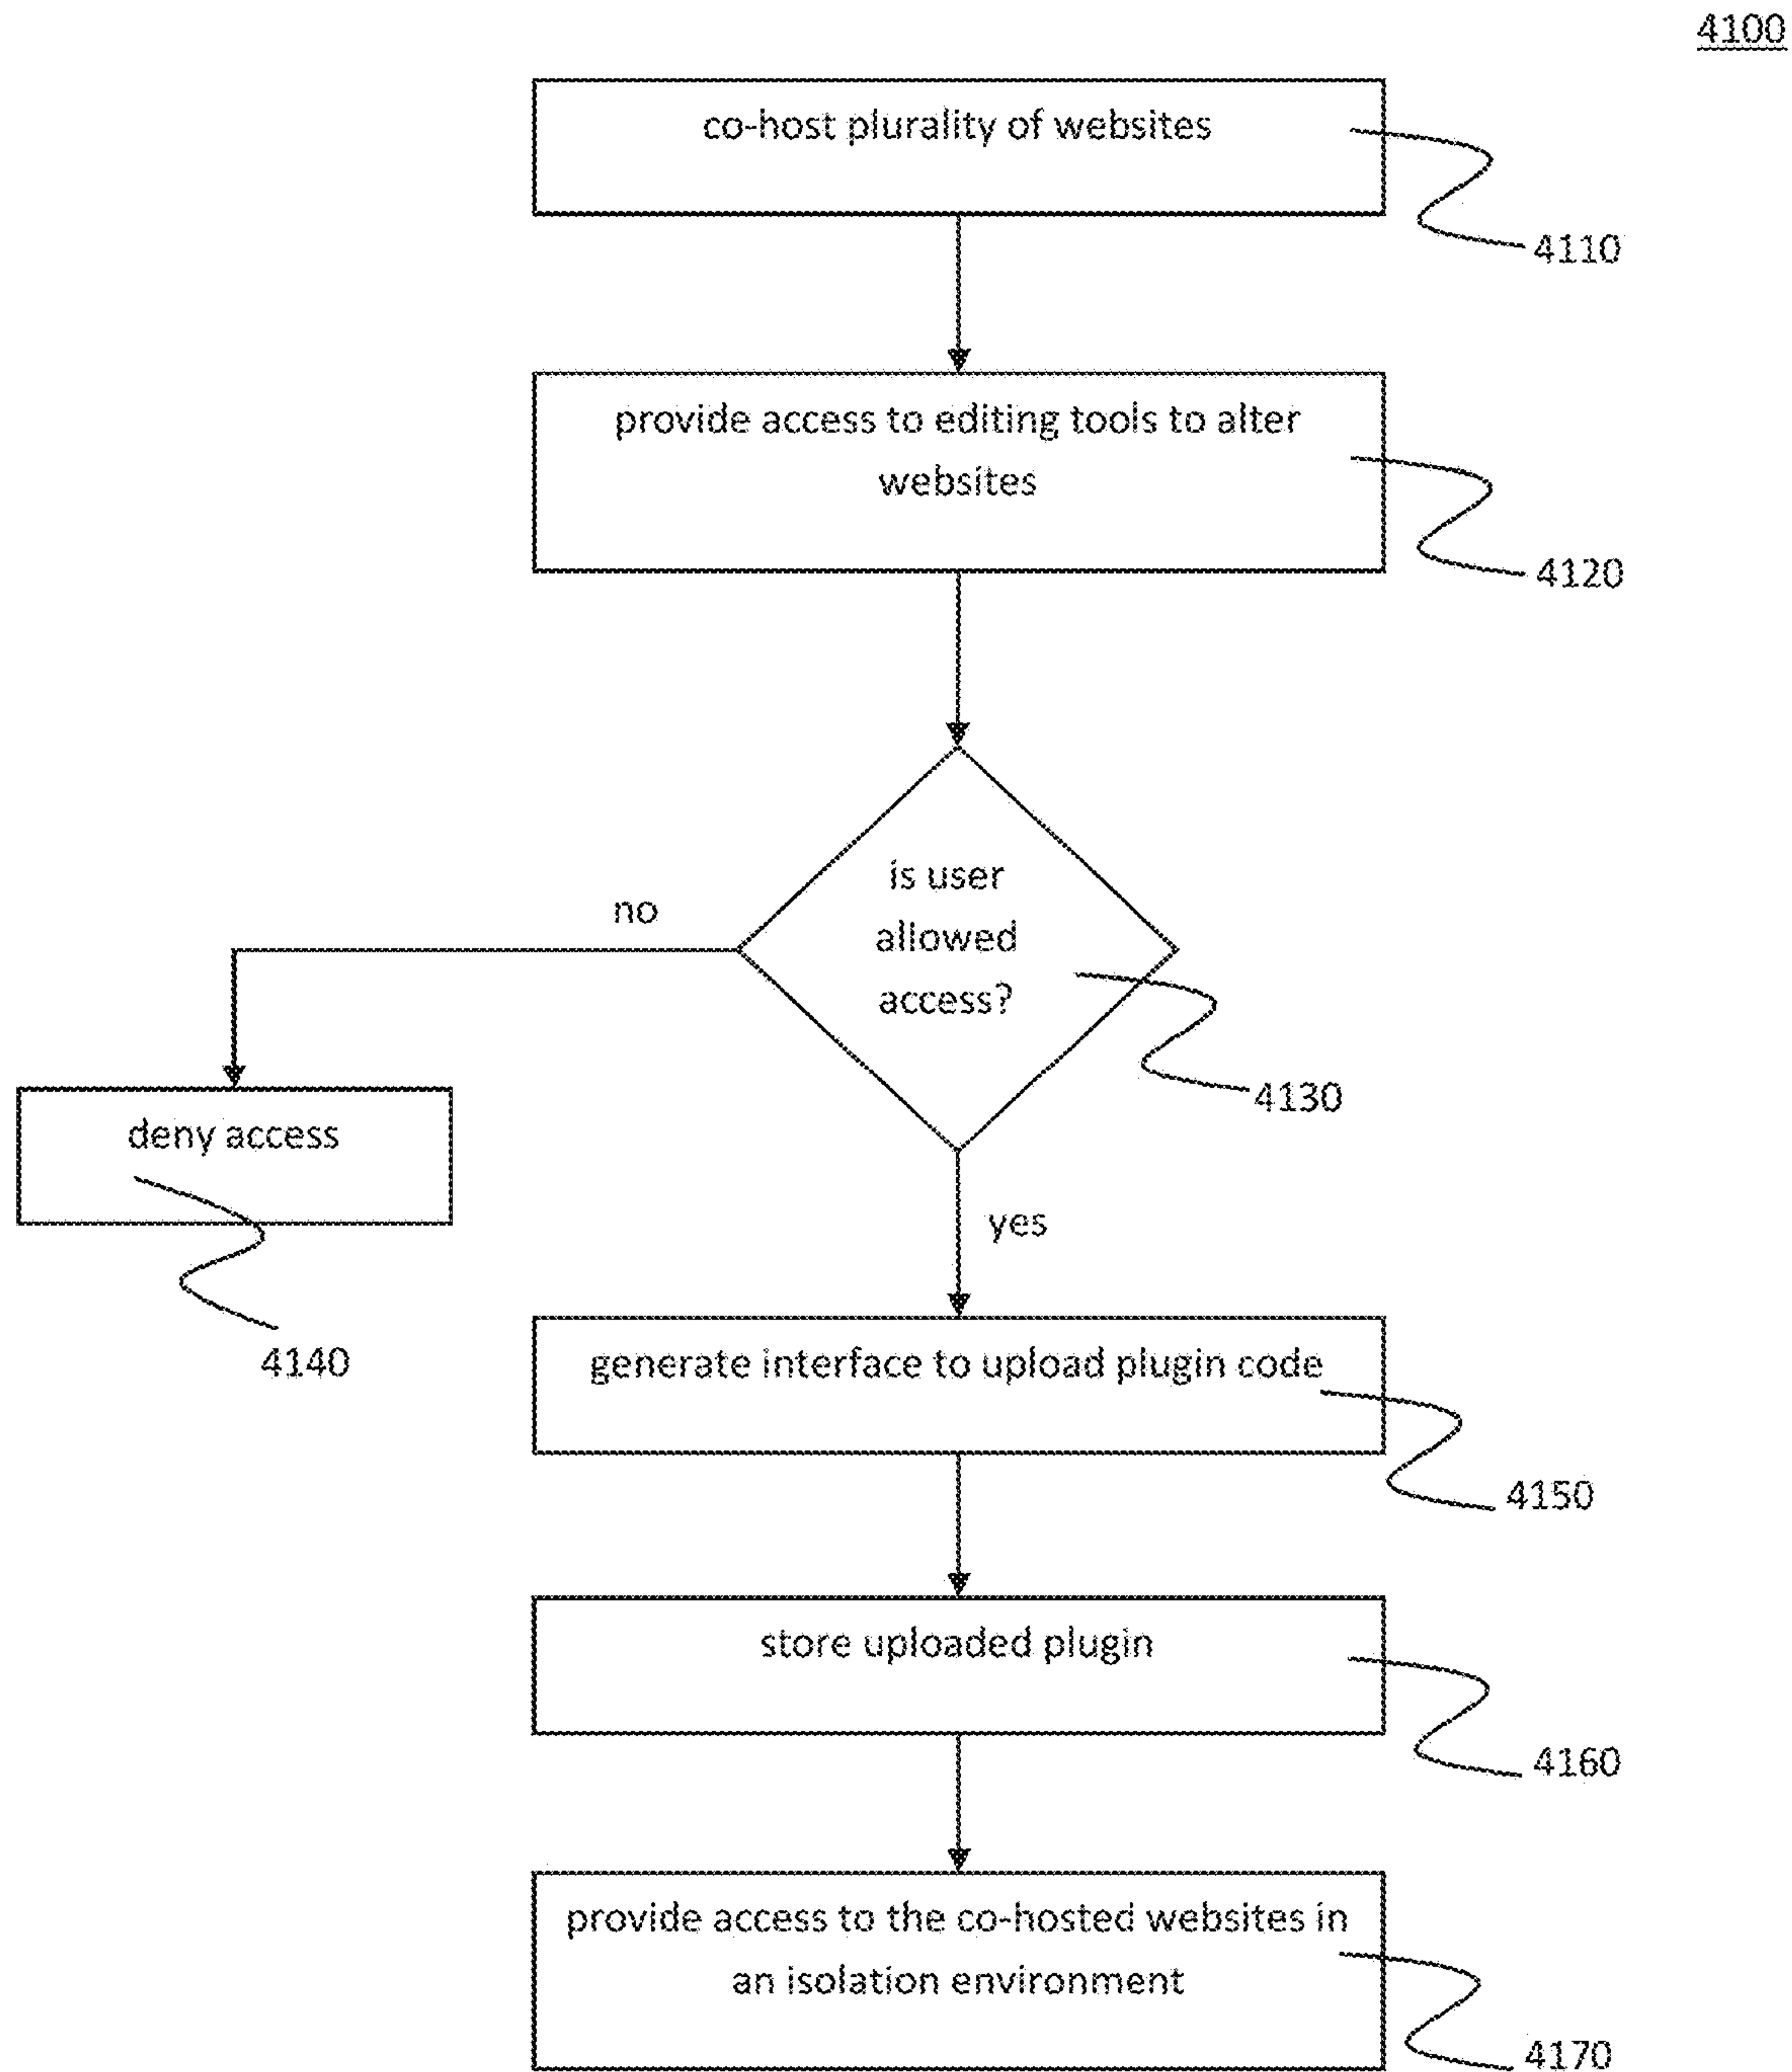 4100
co-host plurality of websites
4110
provide access to editing tools to alter
websites
4120
is user
allowed
access?
no
4130
deny access
yes
4140
generate interface to upload plugin code
4150
store uploaded plugin
4160
provide access to the co-hosted websites in
an isolation environment
4170